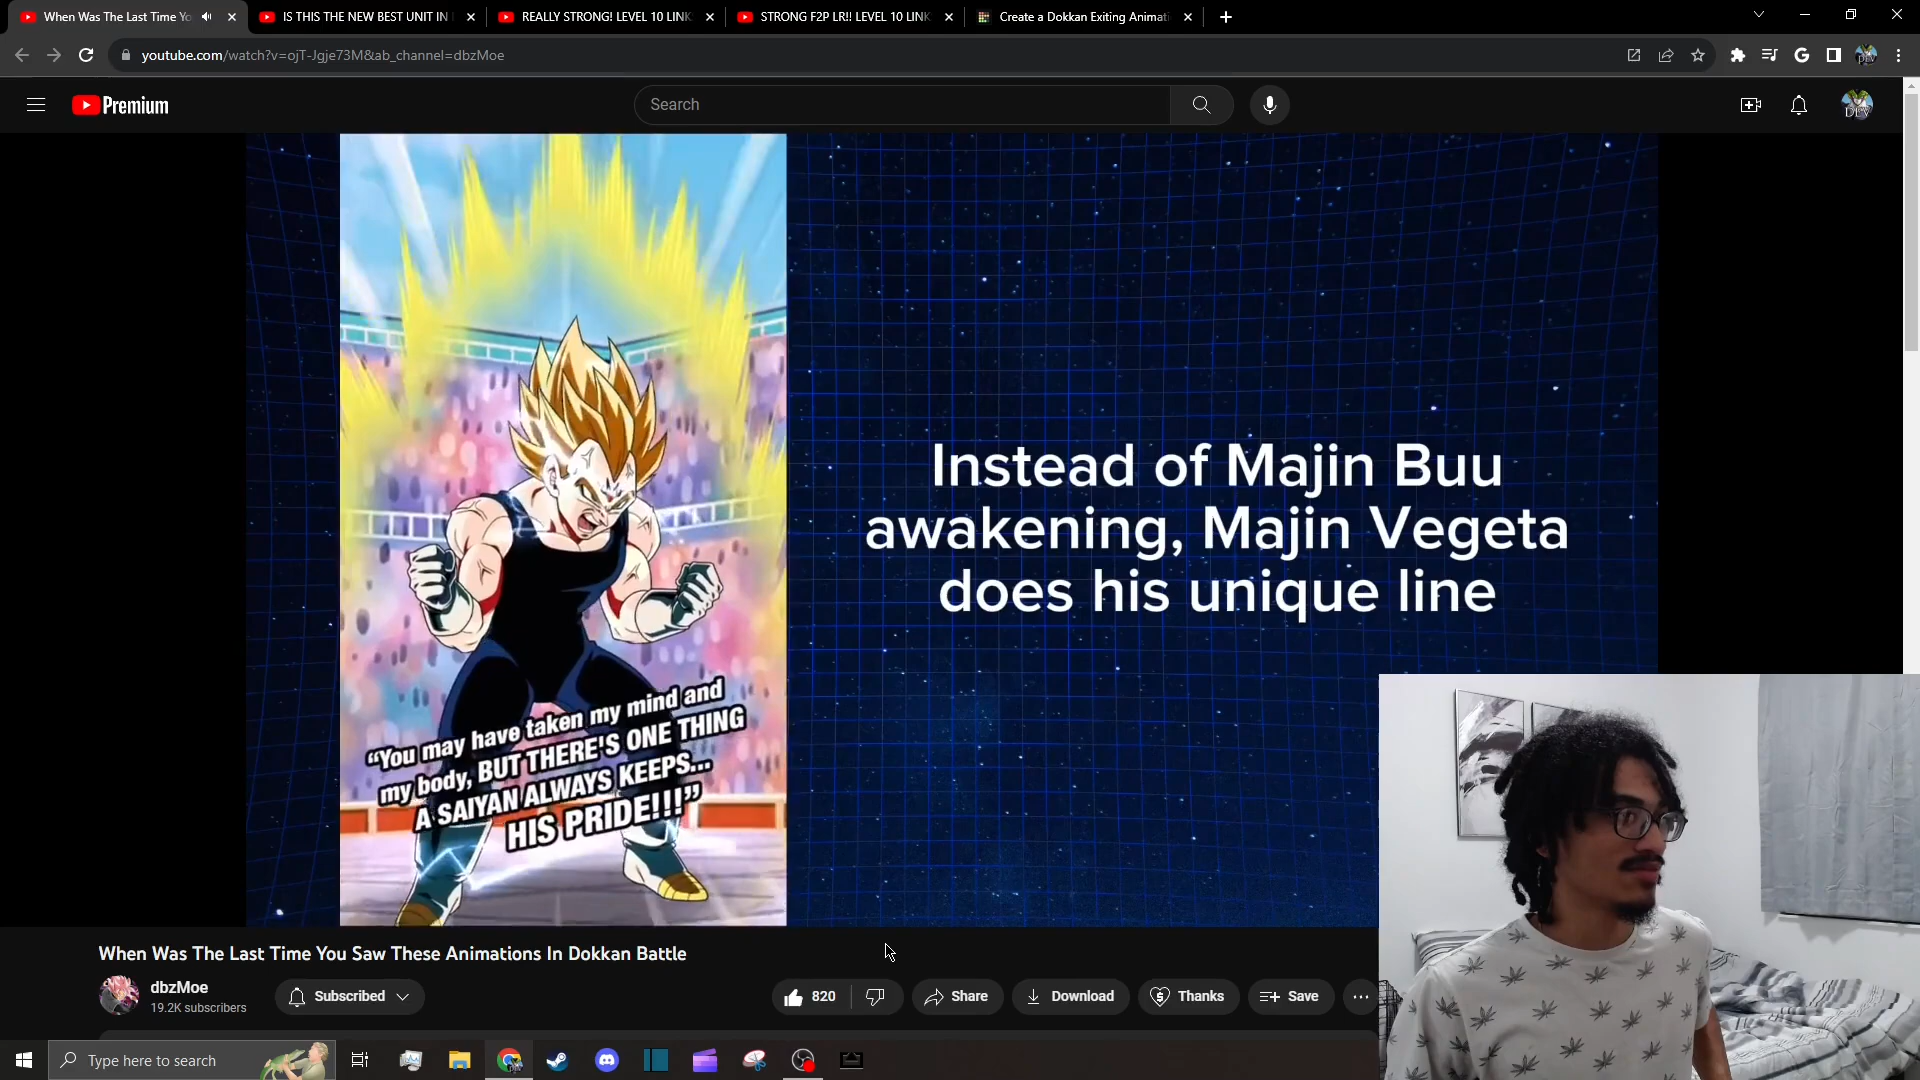 When Was The Last Time Yo
IS THIS THE NEW BEST UNIT IN
REALLY STRONG! LEVEL 10 LINK
STRONG F2P LR!! LEVEL 10 LINK
Create a Dokkan Exiting Animati
youtube.com/watch?v=ojT-Jgje73M&ab_channel=dbzMoe
Premium
Search
Instead of Majin Buu
awakening, Majin Vegeta
does his unique line
“You may have taken my mind and
my body, BUT THERE'S ONE THING
A SAIYAN ALWAYS KEEPS...
HIS PRIDE!!!”
When Was The Last Time You Saw These Animations In Dokkan Battle
dbzMoe
19.2K subscribers
Subscribed
820
Share
Download
Thanks
Save
Type here to search